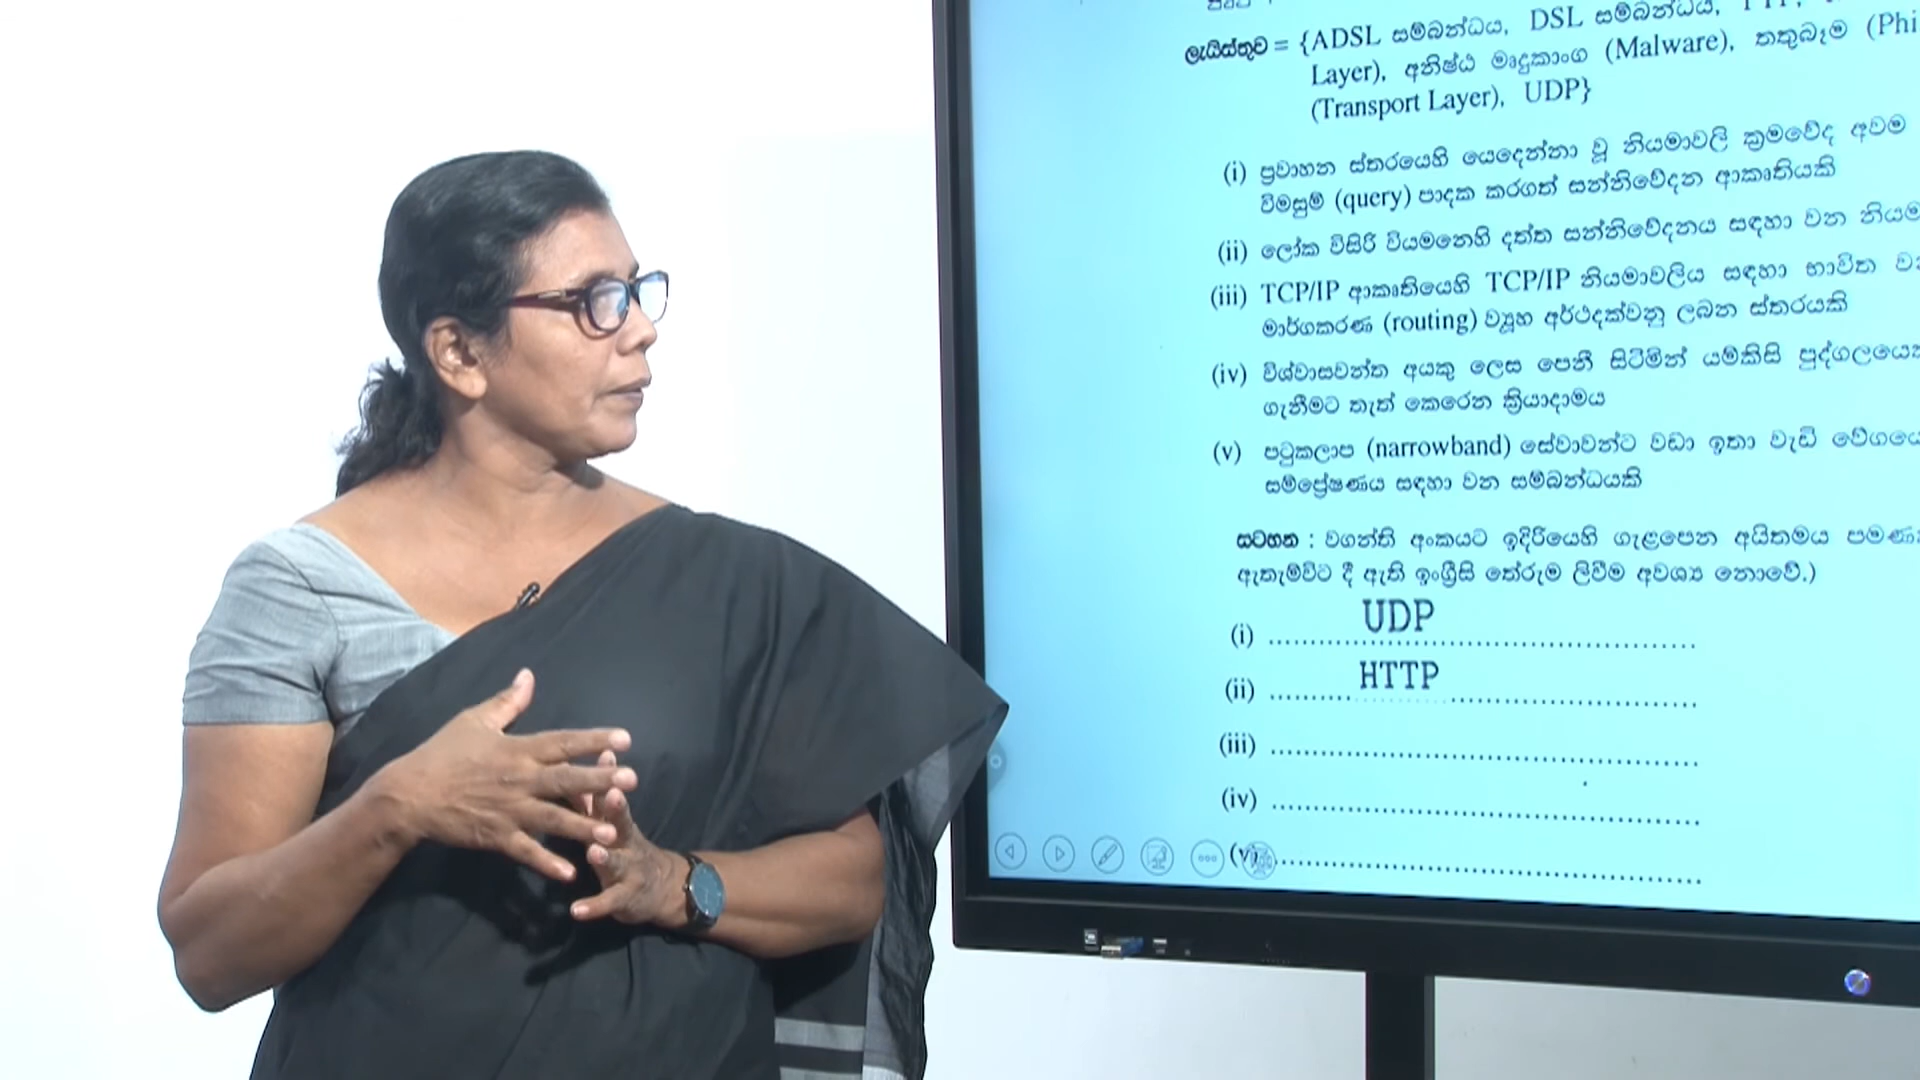 ලැයිස්තුව = {ADSL සම්බන්ධය, DSL සම්බන්ධය,
Layer), අනිෂ්ඨ මෘදුකාංග (Malware), තතුබෑම (Phi
(Transport Layer), UDP}
(i) ප්‍රවාහන ස්තරයෙහි යෙදෙන්නා වූ නියමාවලි ක්‍රමවේද අවම
විමසුම් (query) පාදක කරගත් සන්නිවේදන ආකෘතියකි
(ii) ලෝක විසිරි වියමනෙහි දත්ත සන්නිවේදනය සඳහා වන නියම
(iii) TCP/IP ආකෘතියෙහි TCP/IP නියමාවලිය සඳහා භාවිත ව
මාර්ගකරණ (routing) ව්‍යූහ අර්ථදක්වනු ලබන ස්තරයකි
(iv) විශ්වාසවන්ත අයකු ලෙස පෙනී සිටිමින් යම්කිසි පුද්ගලයෙ
ගැනීමට තැත් කෙරෙන ක්‍රියාදාමය
(v) පටුකලාප (narrowband) සේවාවන්ට වඩා ඉතා වැඩි වේගයෙ
සම්ප්‍රේෂණය සඳහා වන සම්බන්ධයකි
සටහන : වගන්ති අංකයට ඉදිරියෙහි ගැළපෙන අයිතමය පමණ
ඇතැම්විට දී ඇති ඉංග්‍රීසි තේරුම ලිවීම අවශ්‍ය නොවේ.)
(i) UDP
(ii) HTTP
(iii)
(iv)
(v)